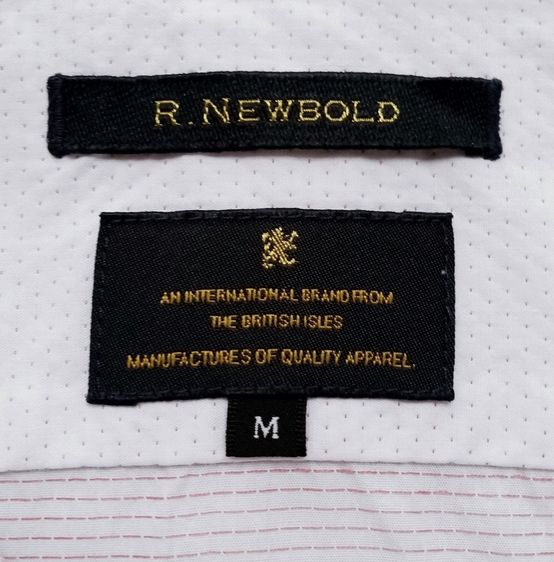 R. NEWBOLD
AN INTERNATIONAL BRAND FROM
THE BRITISH ISLES
MANUFACTURES OF QUALITY APPAREL.
M